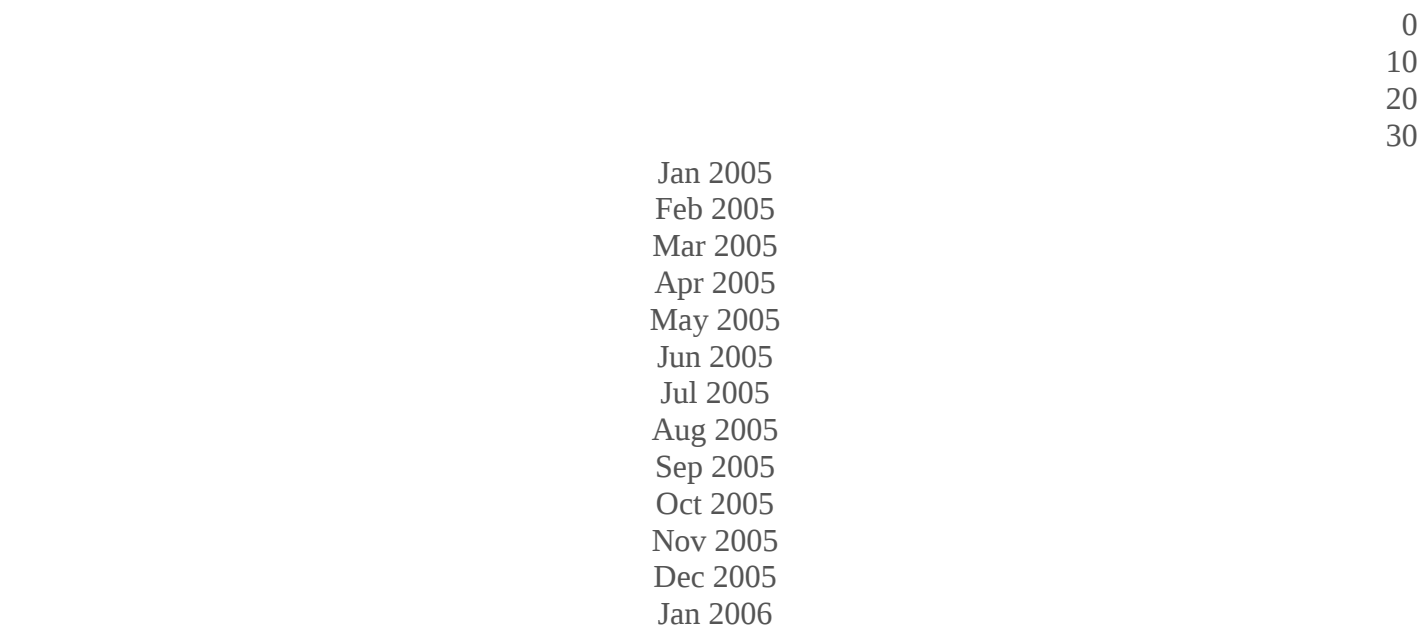 0
10
20
30
Jan 2005
Feb 2005
Mar 2005
Apr 2005
May 2005
Jun 2005
Jul 2005
Aug 2005
Sep 2005
Oct 2005
Nov 2005
Dec 2005
Jan 2006